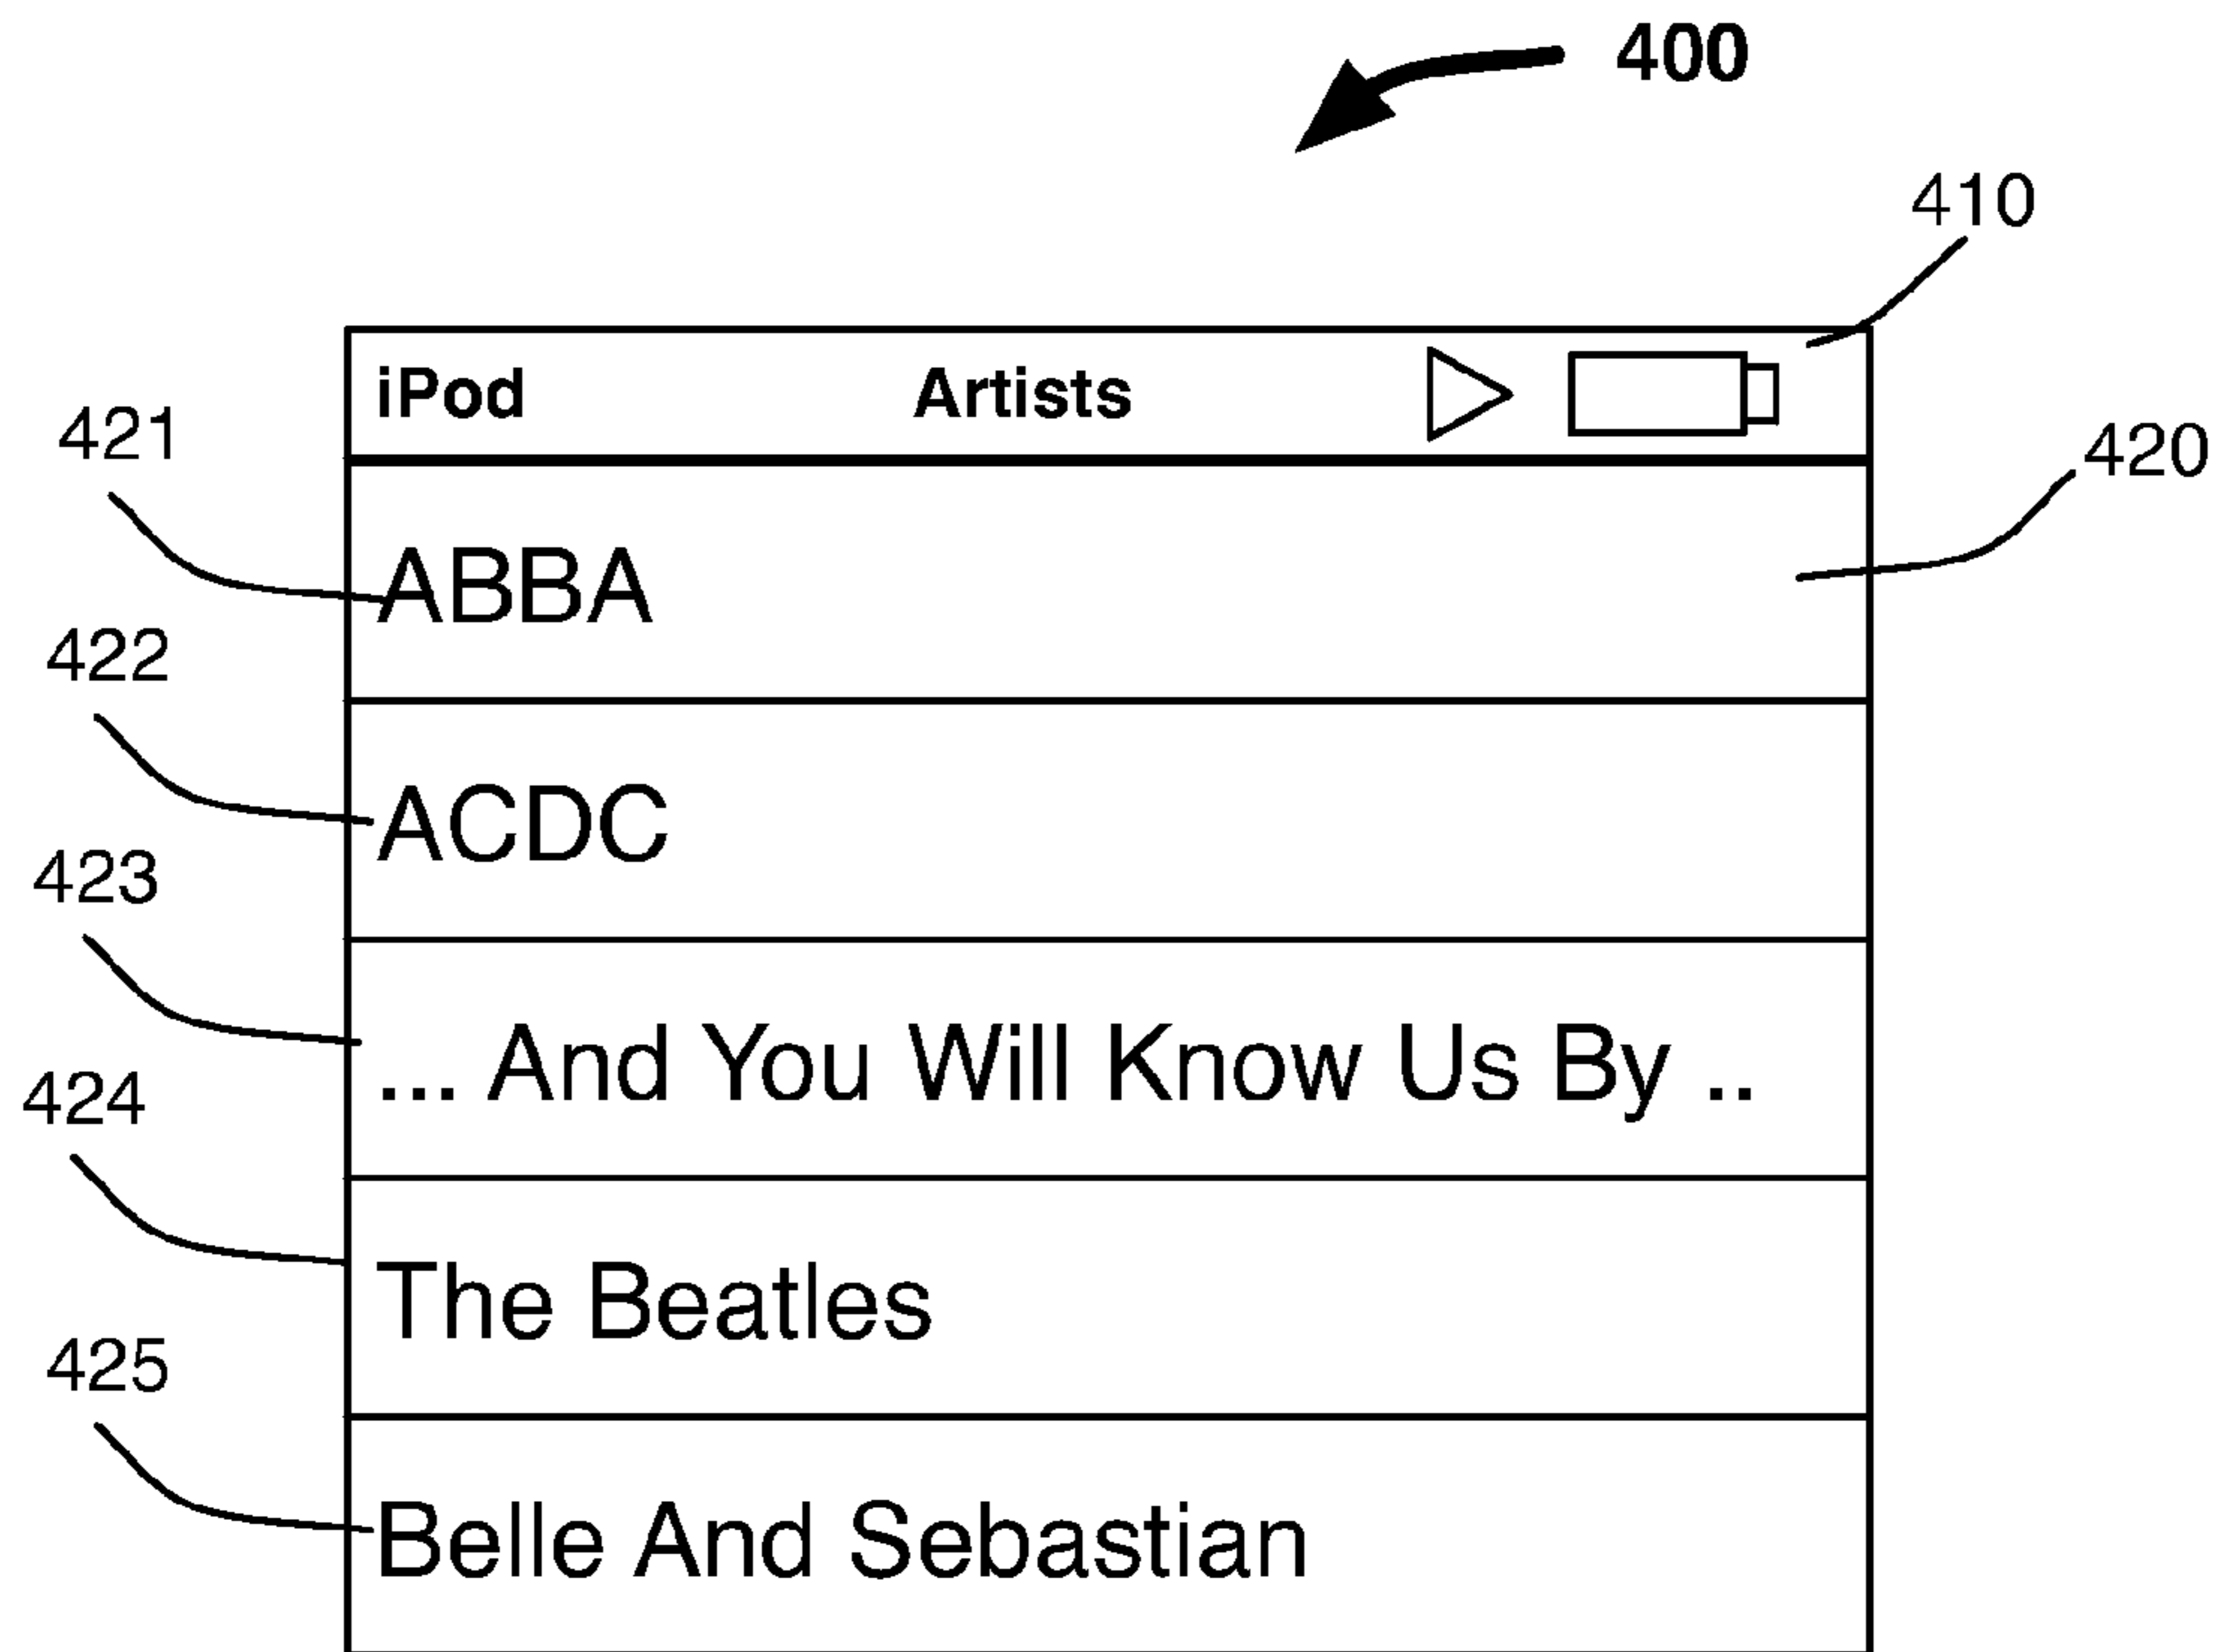 400
410
iPod Artists
421
420
ABBA
422
ACDC
423
... And You Will Know Us By ..
424
The Beatles
425
Belle And Sebastian